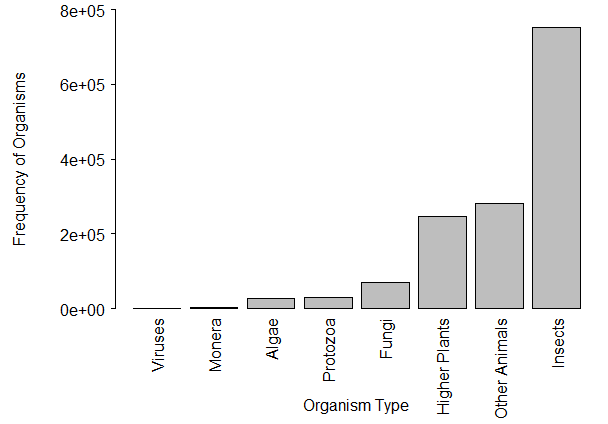 Frequency of Organisms
8e+05
6e+05
4e+05
2e+05
0e+00
Viruses
Monera
Algae
Protozoa
Fungi
Higher Plants
Other Animals
Insects
Organism Type